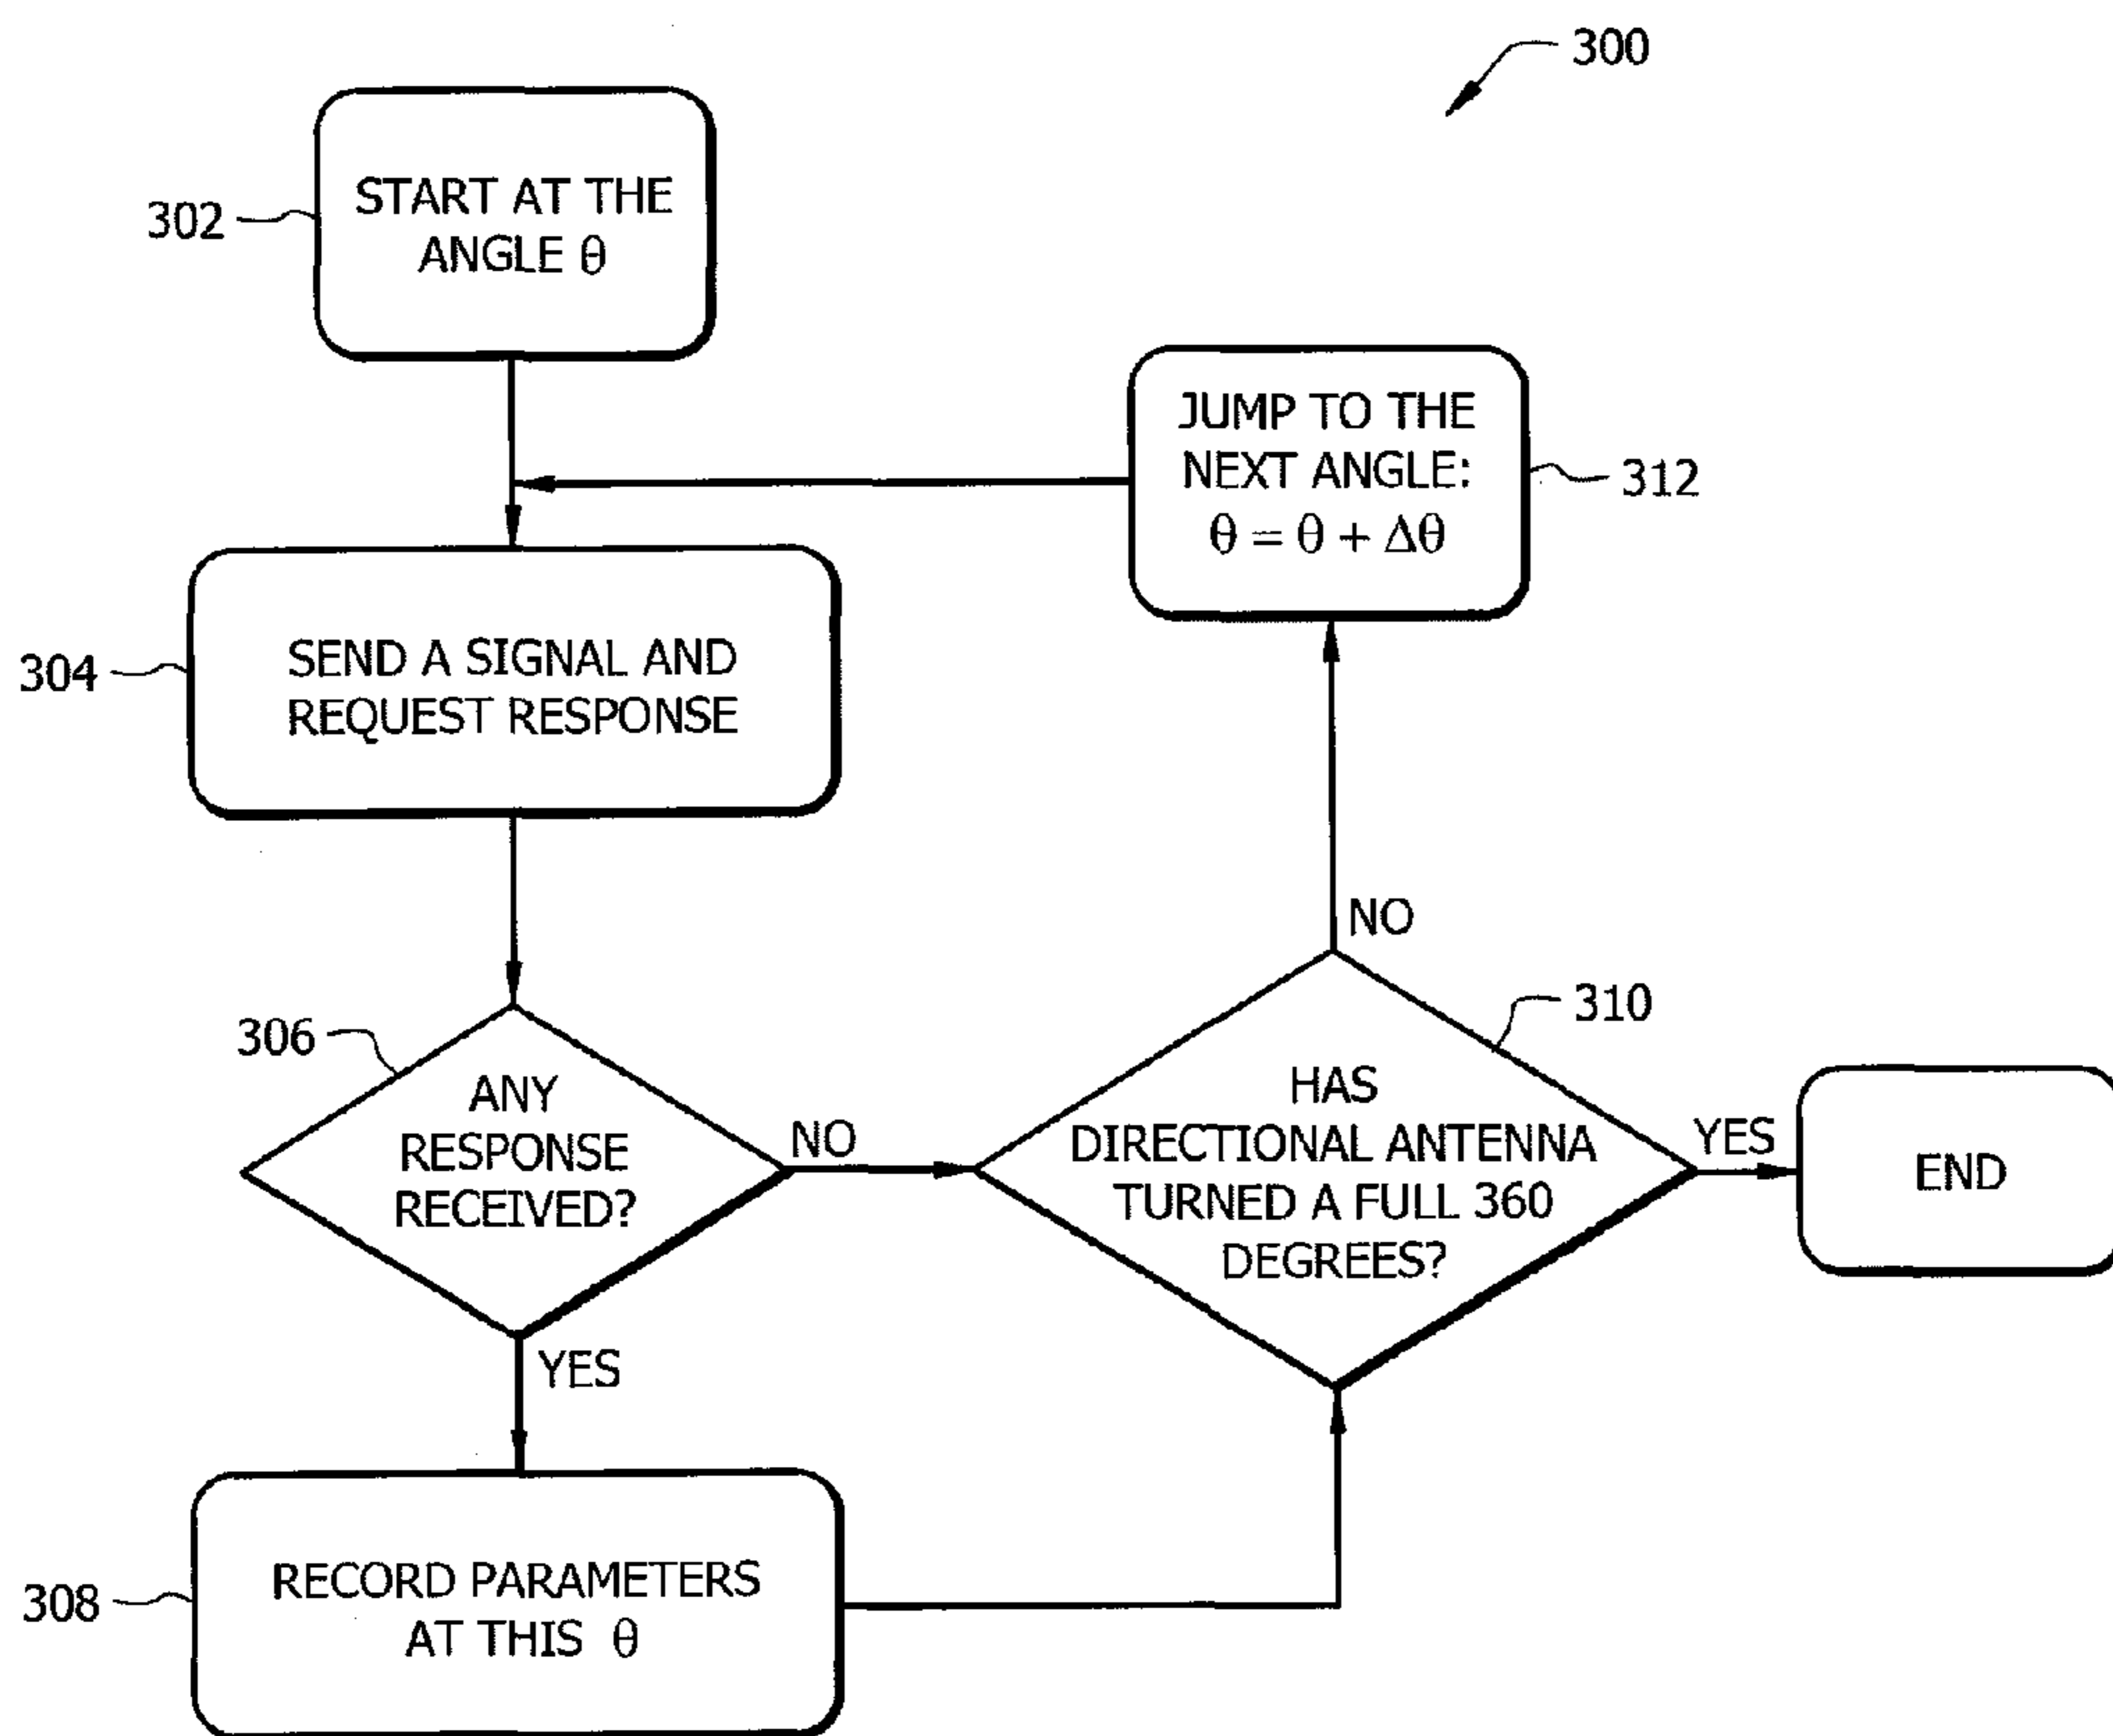 300
302
START AT THE
ANGLE θ
JUMP TO THE
NEXT ANGLE:
θ = θ + Δθ
312
304
SEND A SIGNAL AND
REQUEST RESPONSE
NO
310
306
ANY
RESPONSE
RECEIVED?
NO
HAS
DIRECTIONAL ANTENNA
TURNED A FULL 360
DEGREES?
YES
END
YES
308
RECORD PARAMETERS
AT THIS θ